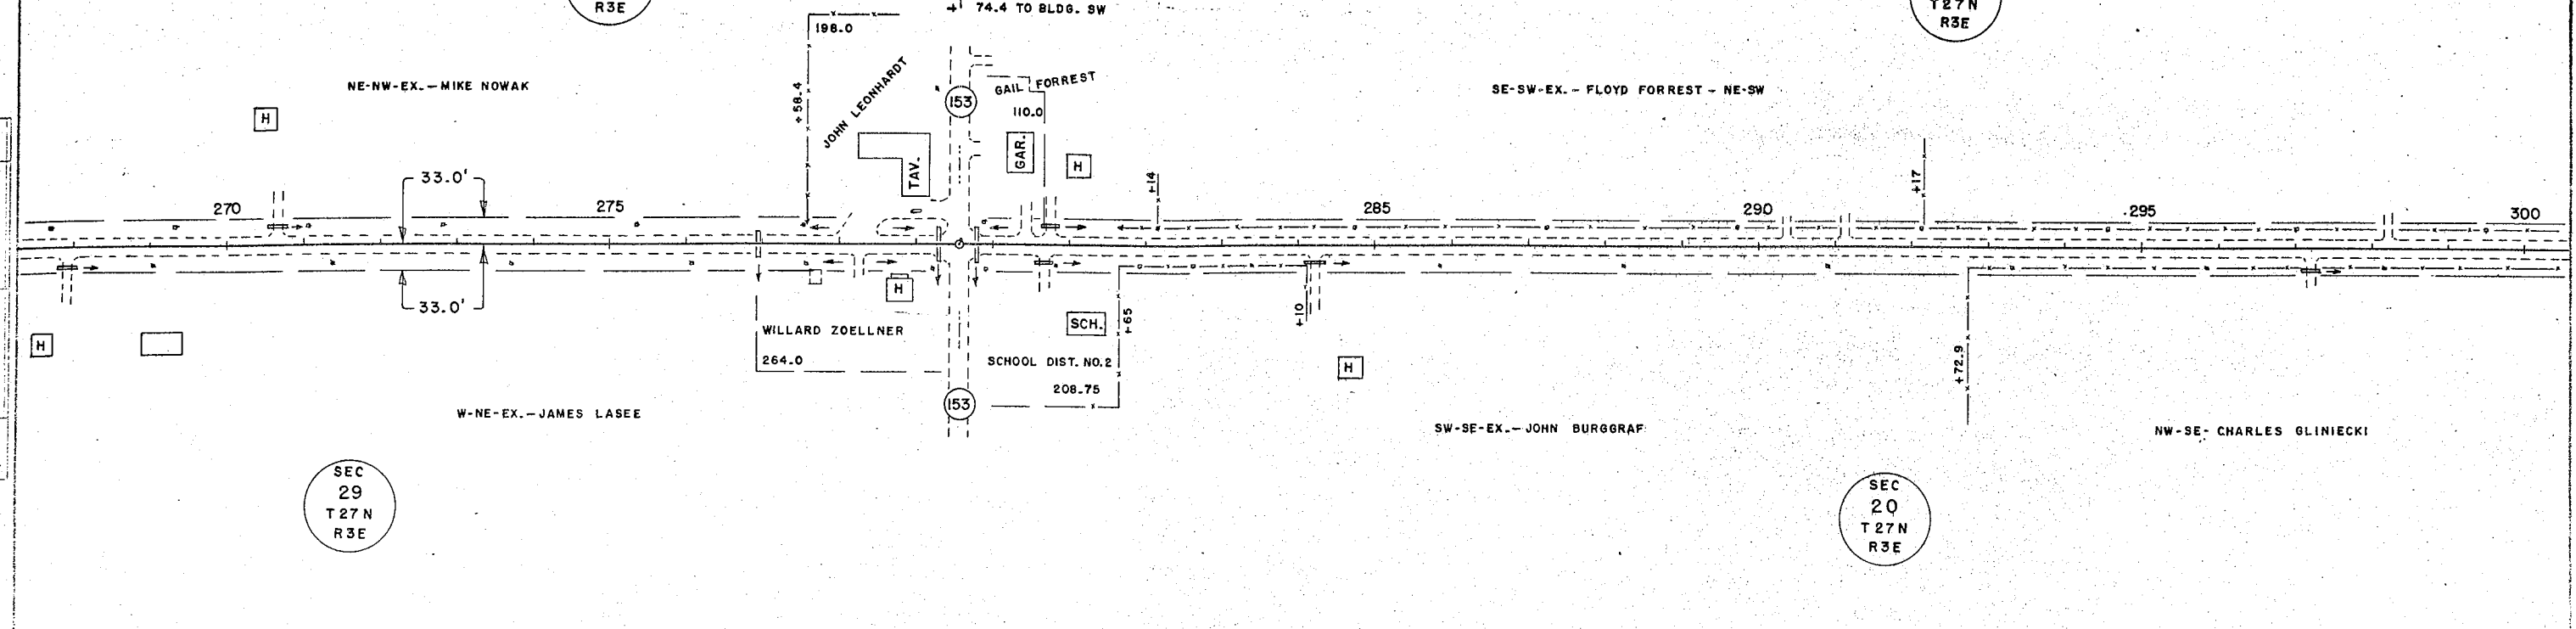 R3E
+ 74.4 TO BLDG. SW
T27N
R3E
198.0
NE-NW-EX.-MIKE NOWAK
+58.4
JOHN LEONHARDT
153
GAIL FORREST
110.0
SE-SW-EX.- FLOYD FORREST - NE-SW
H
TAV.
GAR.
H
33.0'
+14
+17
270
275
285
290
295
300
33.0'
H
+10
WILLARD ZOELLNER
SCH.
+65
H
264.0
SCHOOL DIST. NO.2
208.75
H
+72.9
153
W-NE-EX.-JAMES LASEE
SW-SE-EX.-JOHN BURGGRAF
NW-SE- CHARLES GLINIECKI
SEC
29
T27N
R3E
SEC
20
T27N
R3E